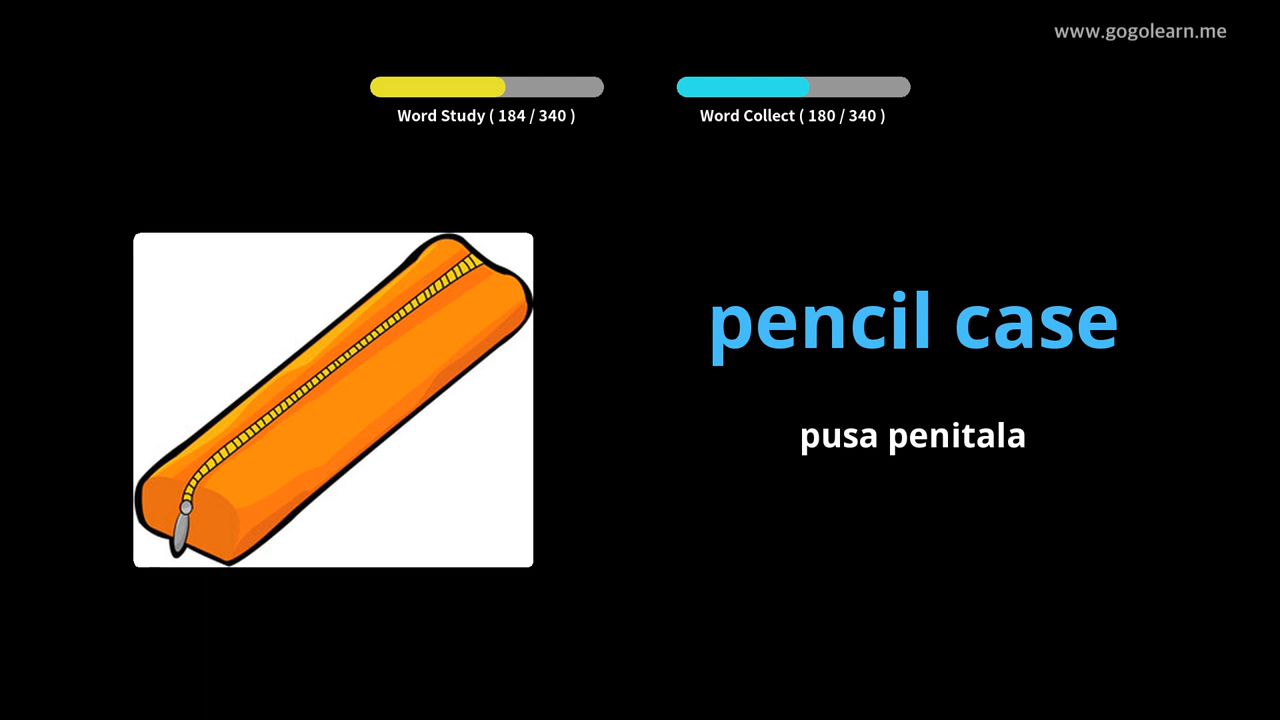 www.gogolearn.me
Word Study ( 184 / 340 )
Word Collect ( 180 / 340 )
pencil case
pusa penitala